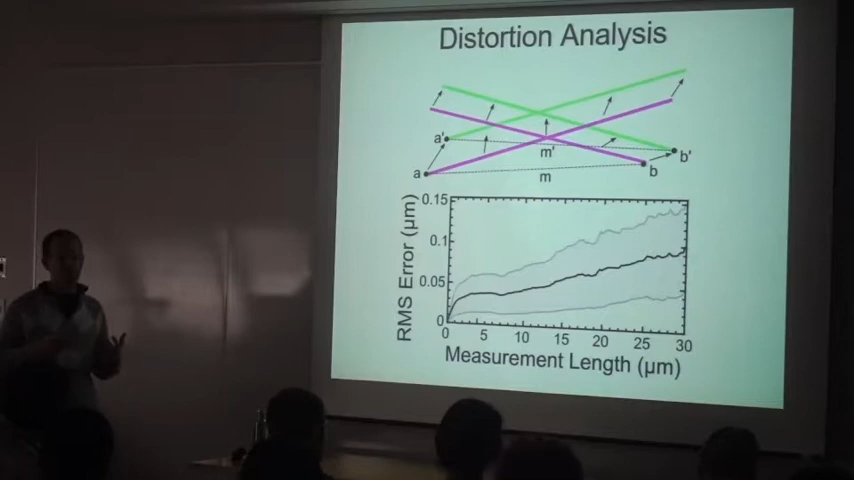 Distortion Analysis
a'
b'
m'
a
b
m
RMS Error (µm)
0.15
0.1
0.05
0
0 5 10 15 20 25 30
Measurement Length (µm)